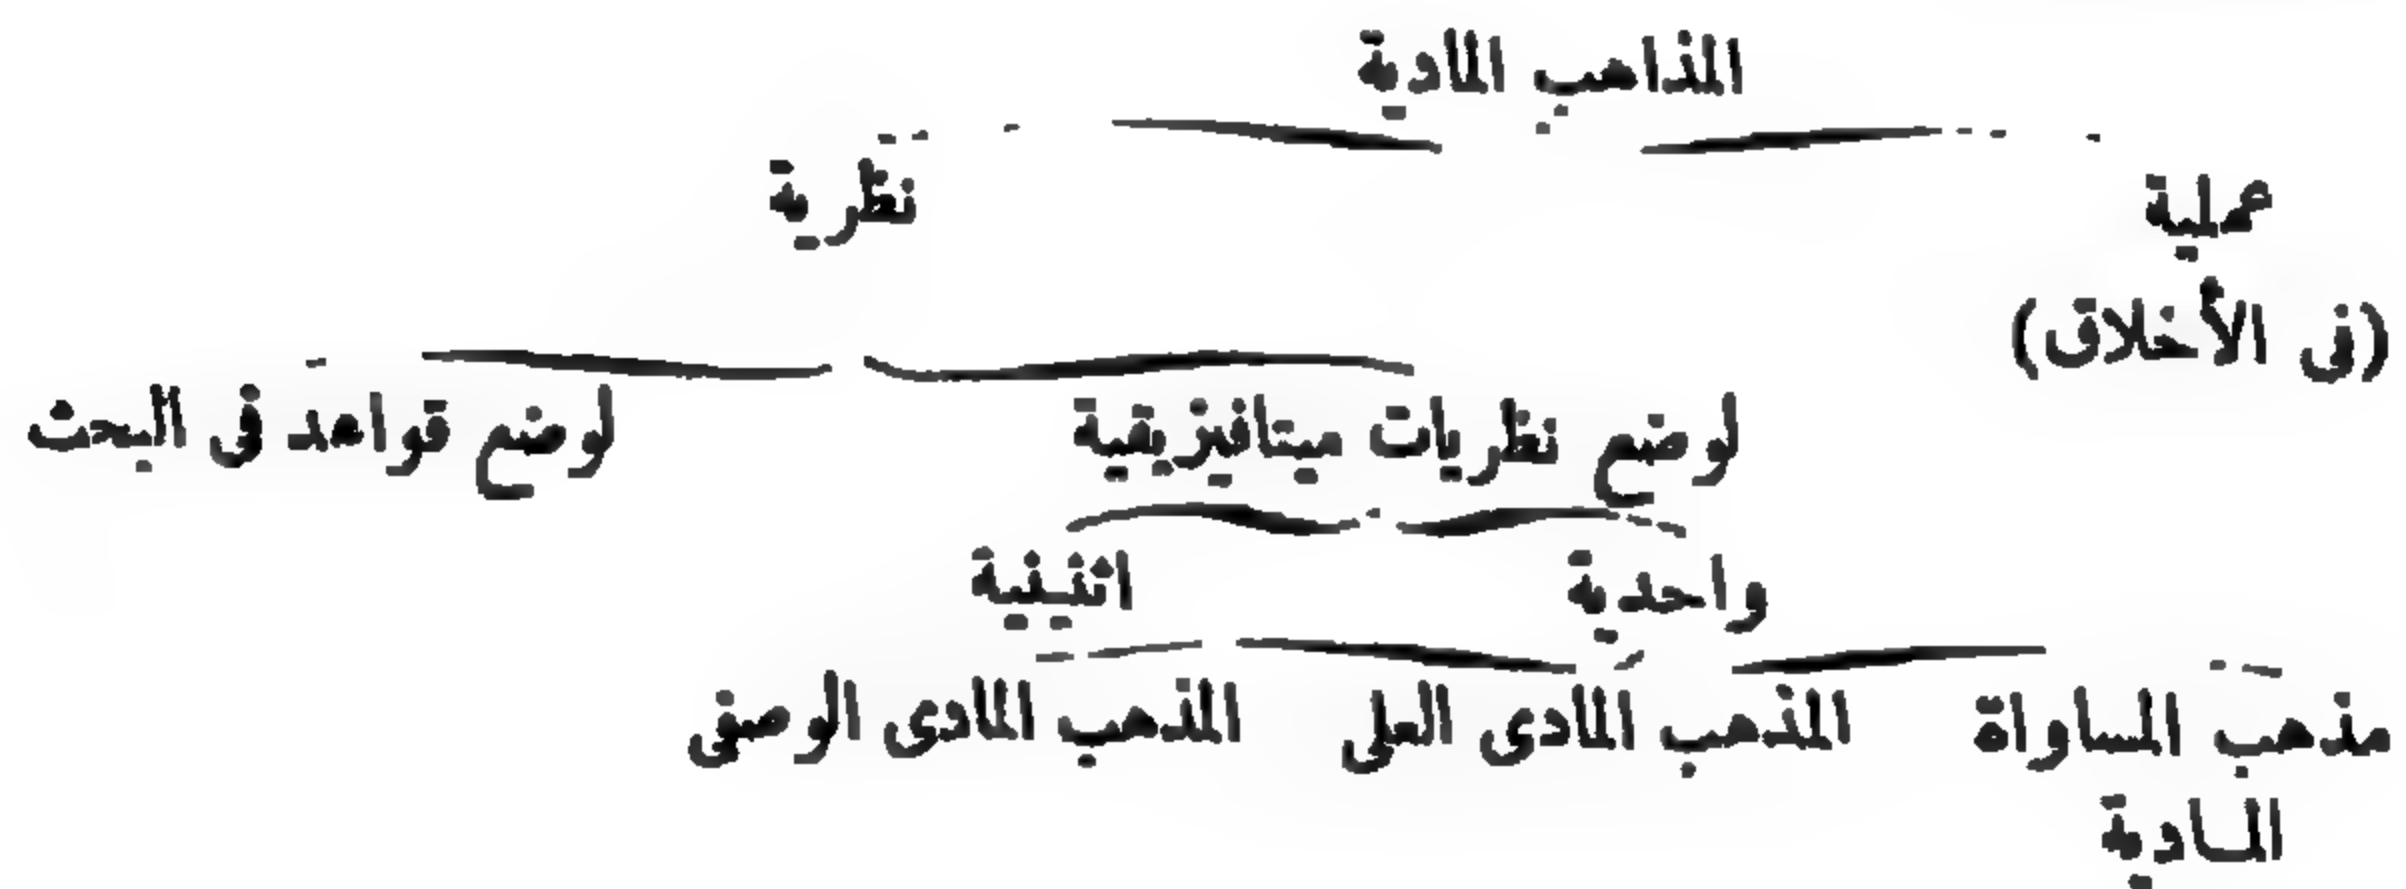 المذاهب المادية
عملية
نظرية
(فى الأخلاق)
لوضع نظريات ميتافيزيقية
لوضع قواعد فى البحث
واحدية
اثنينية
مذهب المساواة
المادية
المذهب المادى العلى
المذهب المادى الوصفى